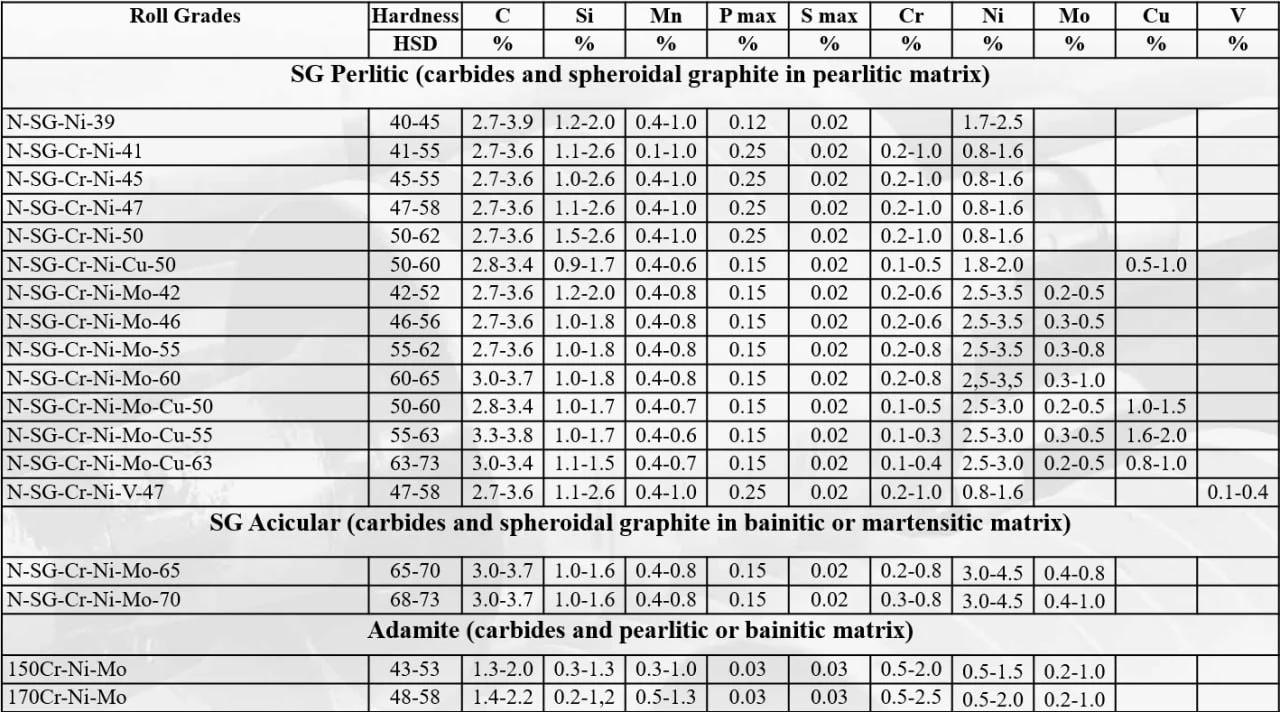 Roll Grades Hardness C Si Mn P max S max Cr Ni Mo Cu V
HSD % % % % % % % % % %
SG Perlitic (carbides and spheroidal graphite in pearlitic matrix)
N-SG-Ni-39 40-45 2.7-3.9 1.2-2.0 0.4-1.0 0.12 0.02 1.7-2.5
N-SG-Cr-Ni-41 41-55 2.7-3.6 1.1-2.6 0.1-1.0 0.25 0.02 0.2-1.0 0.8-1.6
N-SG-Cr-Ni-45 45-55 2.7-3.6 1.0-2.6 0.4-1.0 0.25 0.02 0.2-1.0 0.8-1.6
N-SG-Cr-Ni-47 47-58 2.7-3.6 1.1-2.6 0.4-1.0 0.25 0.02 0.2-1.0 0.8-1.6
N-SG-Cr-Ni-50 50-62 2.7-3.6 1.5-2.6 0.4-1.0 0.25 0.02 0.2-1.0 0.8-1.6
N-SG-Cr-Ni-Cu-50 50-60 2.8-3.4 0.9-1.7 0.4-0.6 0.15 0.02 0.1-0.5 1.8-2.0 0.5-1.0
N-SG-Cr-Ni-Mo-42 42-52 2.7-3.6 1.2-2.0 0.4-0.8 0.15 0.02 0.2-0.6 2.5-3.5 0.2-0.5
N-SG-Cr-Ni-Mo-46 46-56 2.7-3.6 1.0-1.8 0.4-0.8 0.15 0.02 0.2-0.6 2.5-3.5 0.3-0.5
N-SG-Cr-Ni-Mo-55 55-62 2.7-3.6 1.0-1.8 0.4-0.8 0.15 0.02 0.2-0.8 2.5-3.5 0.3-0.8
N-SG-Cr-Ni-Mo-60 60-65 3.0-3.7 1.0-1.8 0.4-0.8 0.15 0.02 0.2-0.8 2,5-3,5 0.3-1.0
N-SG-Cr-Ni-Mo-Cu-50 50-60 2.8-3.4 1.0-1.7 0.4-0.7 0.15 0.02 0.1-0.5 2.5-3.0 0.2-0.5 1.0-1.5
N-SG-Cr-Ni-Mo-Cu-55 55-63 3.3-3.8 1.0-1.7 0.4-0.6 0.15 0.02 0.1-0.3 2.5-3.0 0.3-0.5 1.6-2.0
N-SG-Cr-Ni-Mo-Cu-63 63-73 3.0-3.4 1.1-1.5 0.4-0.7 0.15 0.02 0.1-0.4 2.5-3.0 0.2-0.5 0.8-1.0
N-SG-Cr-Ni-V-47 47-58 2.7-3.6 1.1-2.6 0.4-1.0 0.25 0.02 0.2-1.0 0.8-1.6 0.1-0.4
SG Acicular (carbides and spheroidal graphite in bainitic or martensitic matrix)
N-SG-Cr-Ni-Mo-65 65-70 3.0-3.7 1.0-1.6 0.4-0.8 0.15 0.02 0.2-0.8 3.0-4.5 0.4-0.8
N-SG-Cr-Ni-Mo-70 68-73 3.0-3.7 1.0-1.6 0.4-0.8 0.15 0.02 0.3-0.8 3.0-4.5 0.4-1.0
Adamite (carbides and pearlitic or bainitic matrix)
150Cr-Ni-Mo 43-53 1.3-2.0 0.3-1.3 0.3-1.0 0.03 0.03 0.5-2.0 0.5-1.5 0.2-1.0
170Cr-Ni-Mo 48-58 1.4-2.2 0.2-1,2 0.5-1.3 0.03 0.03 0.5-2.5 0.5-2.0 0.2-1.0